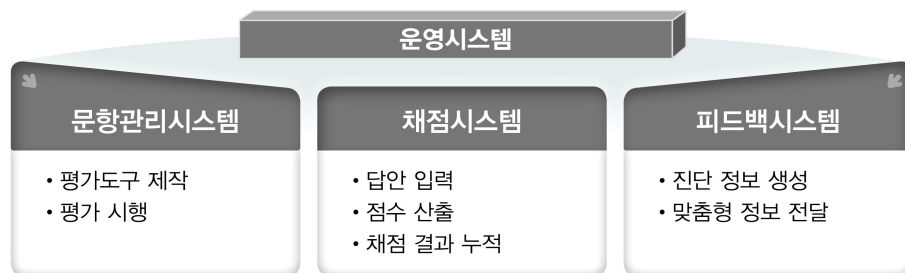 운영시스템
문항관리시스템
• 평가도구 제작
• 평가 시행
채점시스템
• 답안 입력
• 점수 산출
• 채점 결과 누적
피드백시스템
• 진단 정보 생성
• 맞춤형 정보 전달